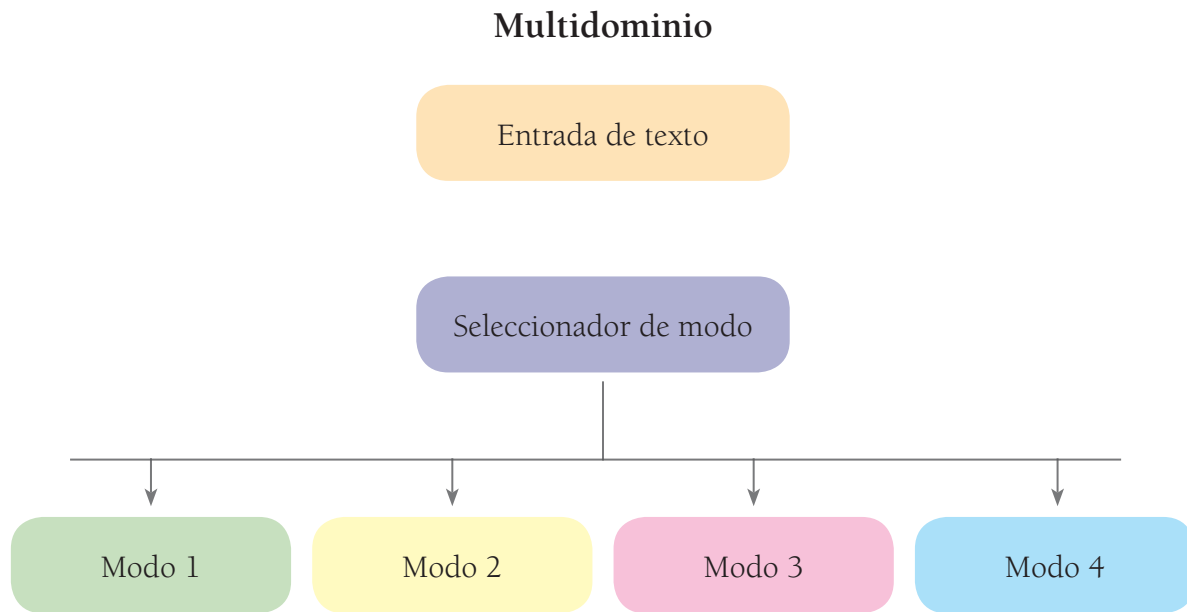 Multidominio
Entrada de texto
Seleccionador de modo
Modo 1
Modo 2
Modo 3
Modo 4